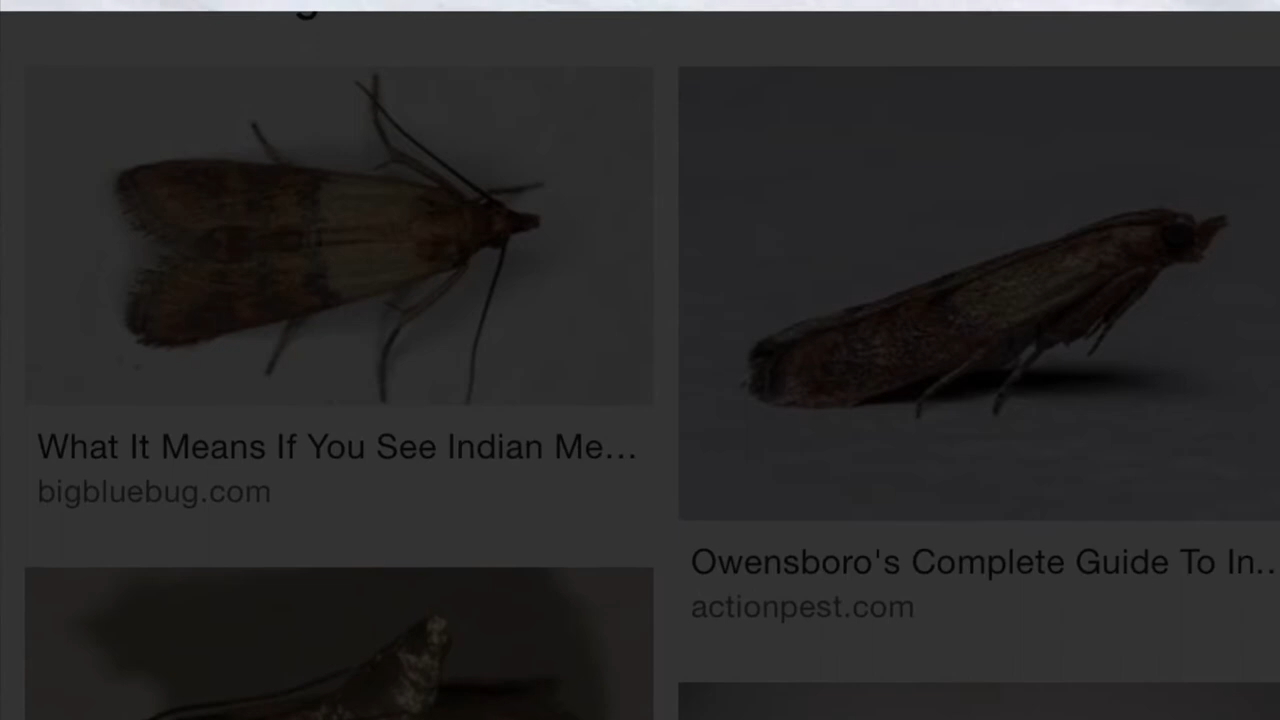 What It Means If You See Indian Me...
bigbluebug.com
Owensboro's Complete Guide To In...
actionpest.com